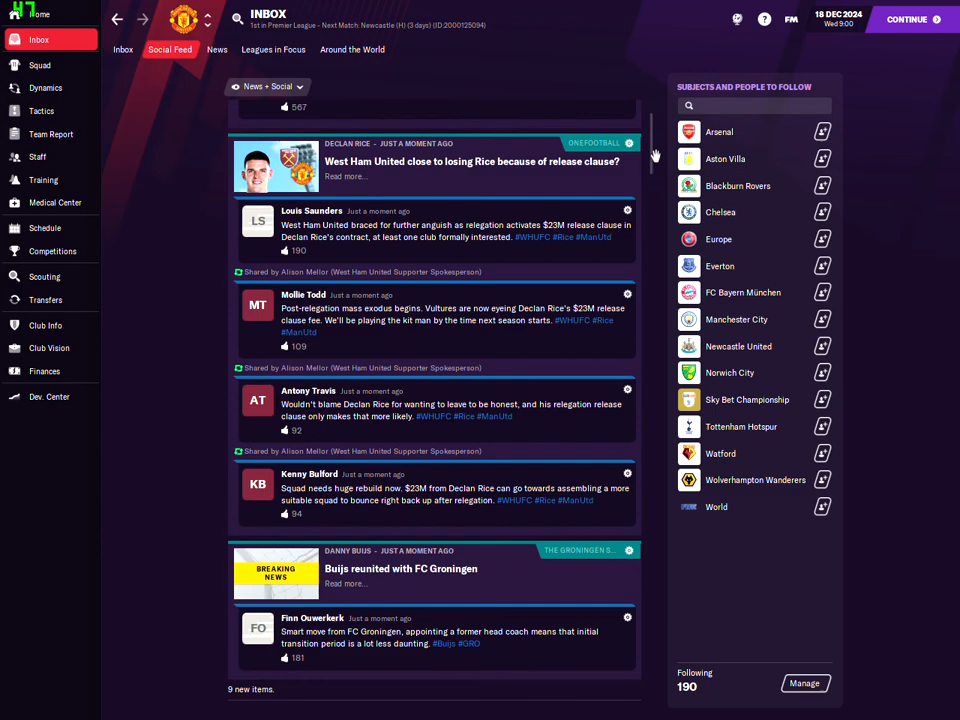 47
Home
INBOX
1st in Premier League - Next Match: Newcastle (H) (3 days) (ID:2000125094)
FM
18 DEC 2024
Wed 9:00
CONTINUE
Inbox
Squad
Dynamics
Tactics
Team Report
Staff
Training
Medical Center
Schedule
Competitions
Scouting
Transfers
Club Info
Club Vision
Finances
Dev. Center
Inbox Social Feed News Leagues in Focus Around the World
News + Social
567
DECLAN RICE - JUST A MOMENT AGO
ONEFOOTBALL
West Ham United close to losing Rice because of release clause?
Read more...
LS
Louis Saunders Just a moment ago
West Ham United braced for further anguish as relegation activates $23M release clause in
Declan Rice's contract, at least one club formally interested. #WHUFC #Rice #ManUtd
190
Shared by Alison Mellor (West Ham United Supporter Spokesperson)
MT
Mollie Todd Just a moment ago
Post-relegation mass exodus begins. Vultures are now eyeing Declan Rice's $23M release
clause fee. We'll be playing the kit man by the time next season starts. #WHUFC #Rice
#ManUtd
109
Shared by Alison Mellor (West Ham United Supporter Spokesperson)
AT
Antony Travis Just a moment ago
Wouldn't blame Declan Rice for wanting to leave to be honest, and his relegation release
clause only makes that more likely. #WHUFC #Rice #ManUtd
92
Shared by Alison Mellor (West Ham United Supporter Spokesperson)
KB
Kenny Bulford Just a moment ago
Squad needs huge rebuild now. $23M from Declan Rice can go towards assembling a more
suitable squad to bounce right back up after relegation. #WHUFC #Rice #ManUtd
94
BREAKING
NEWS
DANNY BUIJS - JUST A MOMENT AGO
THE GRONINGEN S...
Buijs reunited with FC Groningen
Read more...
FO
Finn Ouwerkerk Just a moment ago
Smart move from FC Groningen, appointing a former head coach means that initial
transition period is a lot less daunting. #Buijs #GRO
181
9 new items.
SUBJECTS AND PEOPLE TO FOLLOW
Arsenal
Aston Villa
Blackburn Rovers
Chelsea
Europe
Everton
FC Bayern München
Manchester City
Newcastle United
Norwich City
Sky Bet Championship
Tottenham Hotspur
Watford
Wolverhampton Wanderers
World
Following
190
Manage